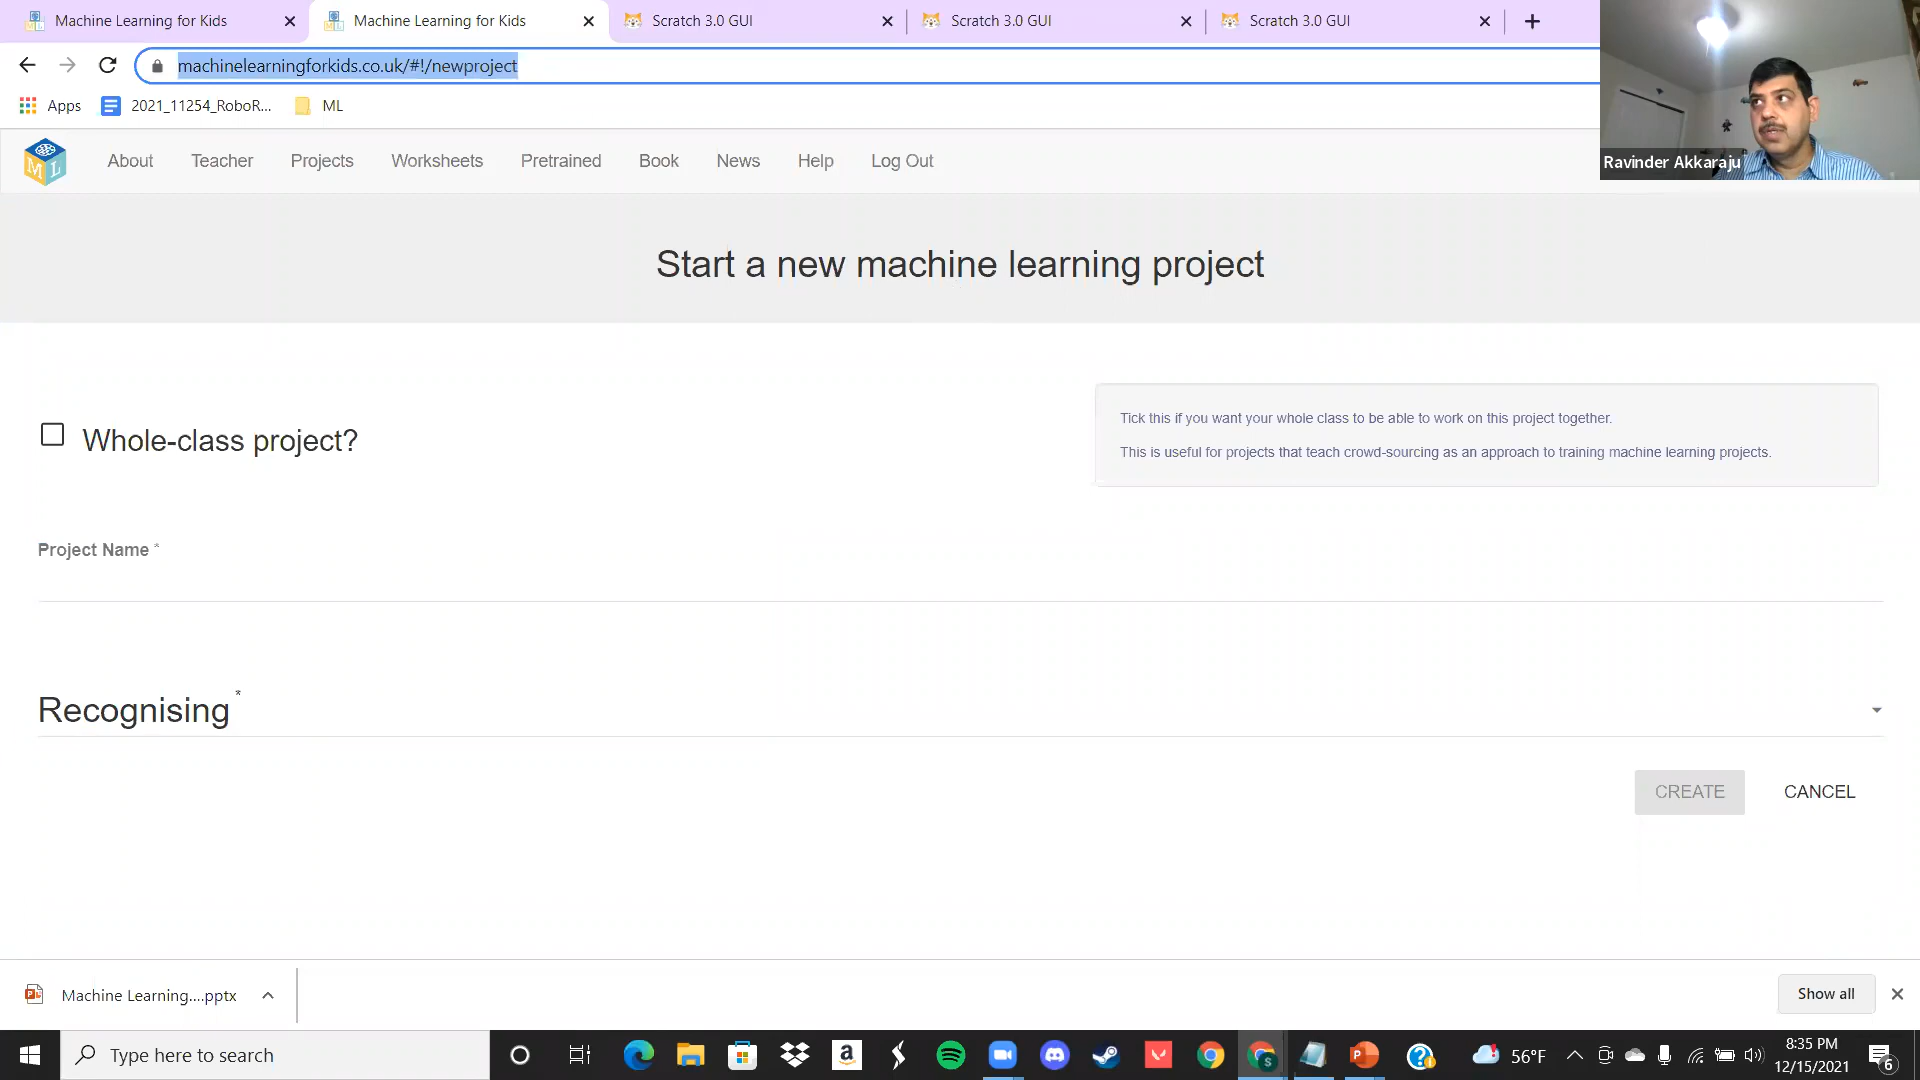 Machine Learning for Kids
Machine Learning for Kids
Scratch 3.0 GUI
Scratch 3.0 GUI
Scratch 3.0 GUI
machinelearningforkids.co.uk/#!/newproject
Apps
2021_11254_RoboR...
ML
Ravinder Akkaraju
ML
About
Teacher
Projects
Worksheets
Pretrained
Book
News
Help
Log Out
Start a new machine learning project
Whole-class project?
Tick this if you want your whole class to be able to work on this project together.
This is useful for projects that teach crowd-sourcing as an approach to training machine learning projects.
Project Name *
Recognising *
CREATE
CANCEL
Machine Learning....pptx
Show all
Type here to search
56°F
8:35 PM
12/15/2021
6